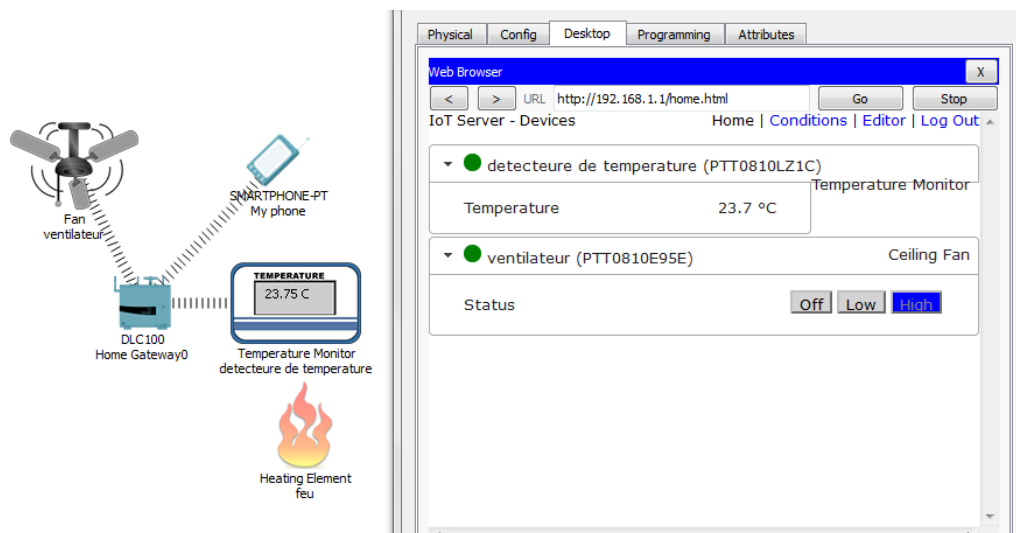 Physical Config Desktop Programming Attributes
Web Browser X
< > URL http://192.168.1.1/home.html Go Stop
IoT Server - Devices Home | Conditions | Editor | Log Out
detecteure de temperature (PTT0810LZ1C)
Temperature Monitor
Temperature 23.7 °C
ventilateur (PTT0810E95E) Ceiling Fan
Status Off Low High
Fan
ventilateur
SMARTPHONE-PT
My phone
TEMPERATURE
23.75 C
DLC100
Home Gateway0
Temperature Monitor
detecteure de temperature
Heating Element
feu